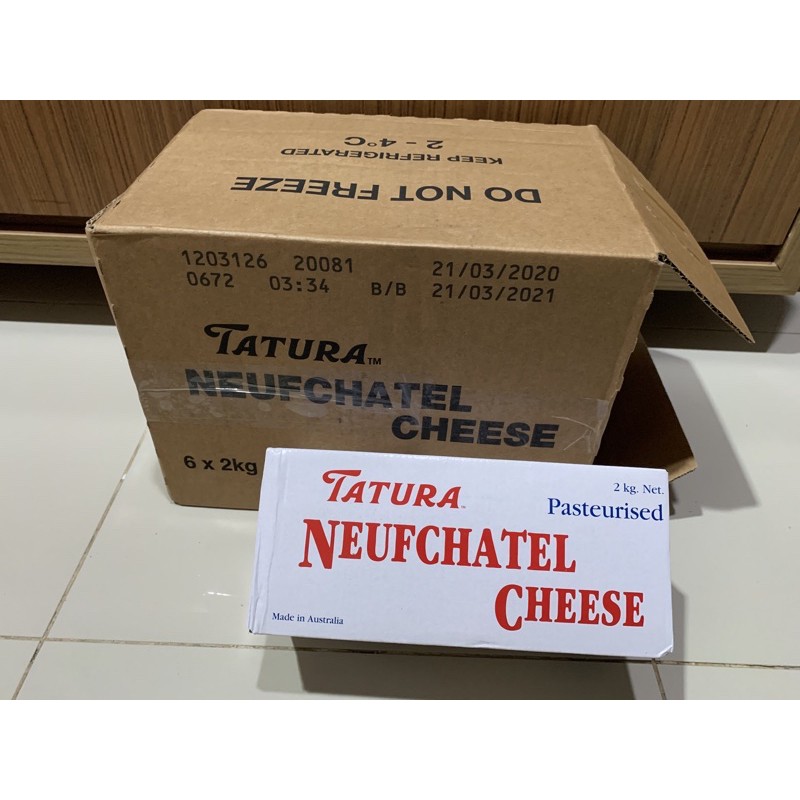 DO NOT FREEZE
KEEP REFRIGERATED
2 - 4°C
1203126 20081 21/03/2020
0672 03:34 B/B 21/03/2021
TATURA™
NEUFCHATEL
CHEESE
6 x 2kg
TATURA™
2 kg. Net.
Pasteurised
NEUFCHATEL
CHEESE
Made in Australia